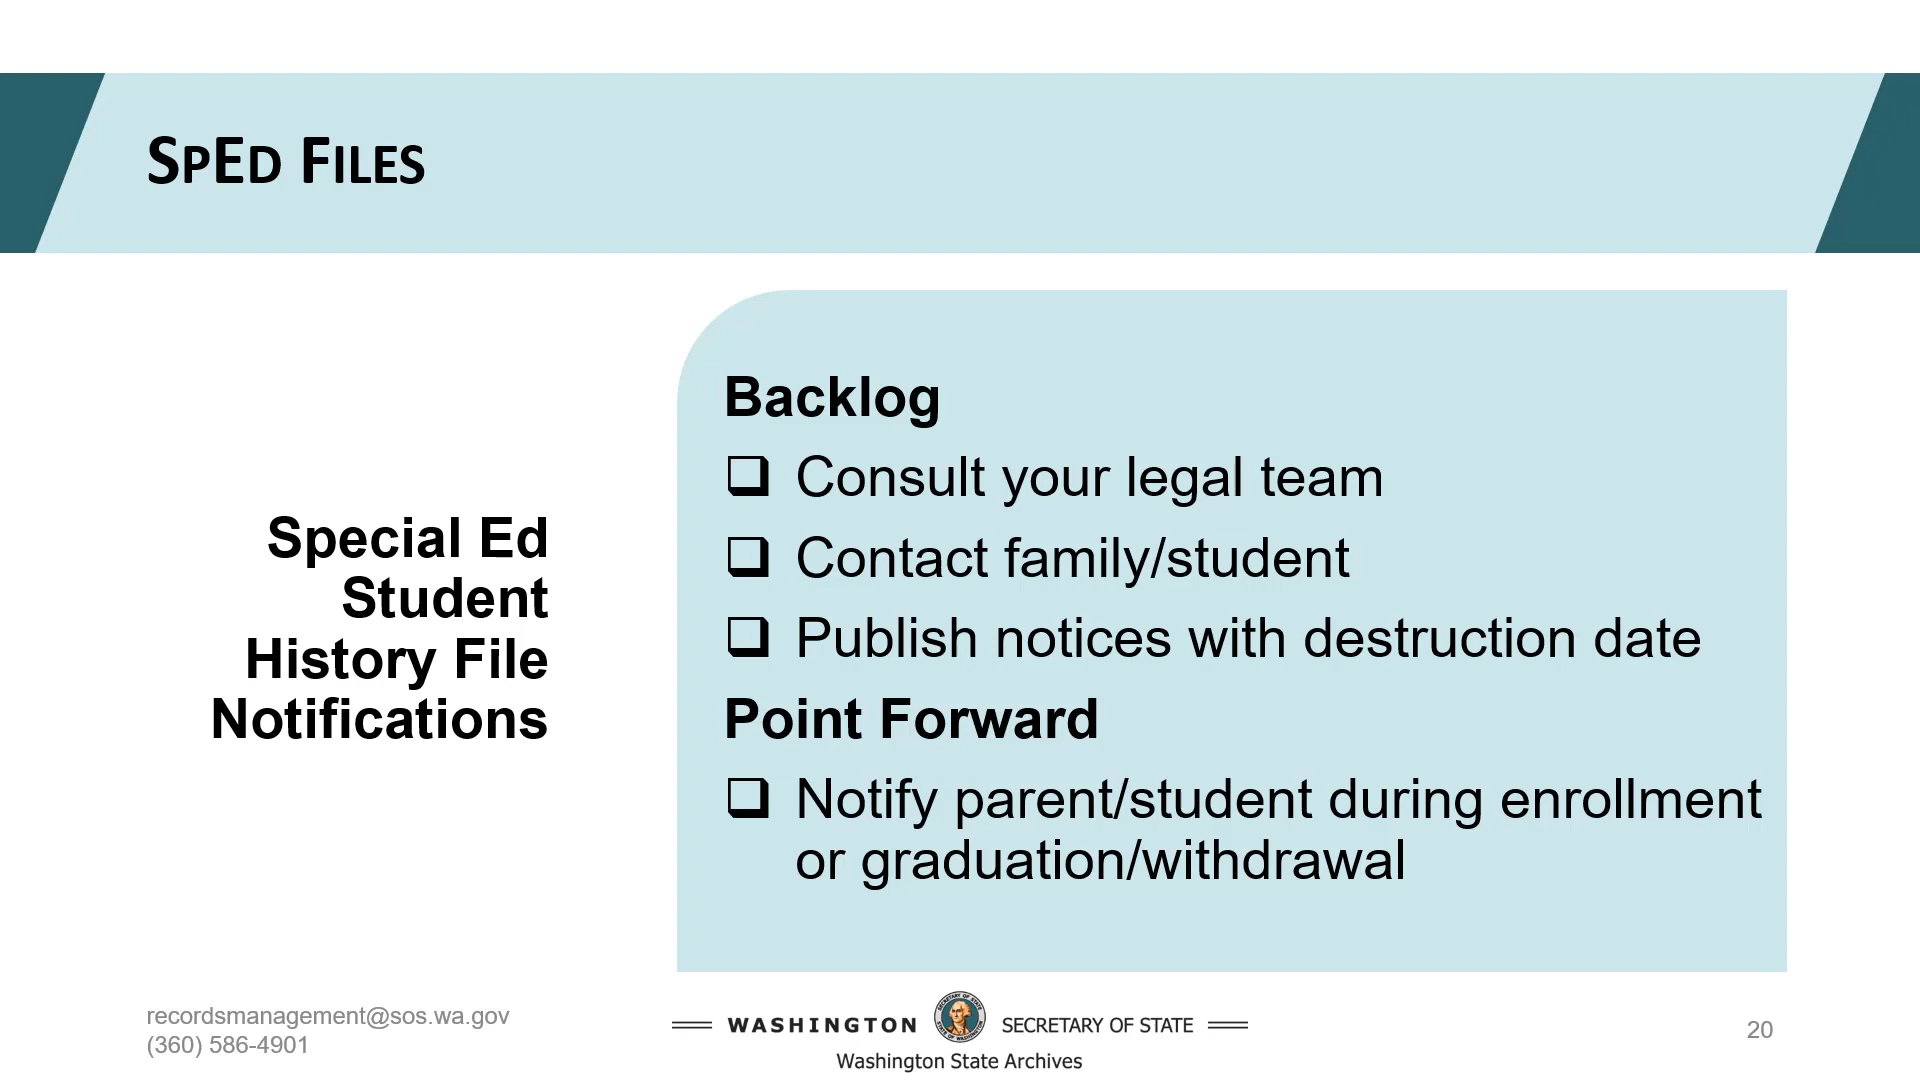 SpEd Files
Special Ed
Student
History File
Notifications
Backlog
❑ Consult your legal team
❑ Contact family/student
❑ Publish notices with destruction date
Point Forward
❑ Notify parent/student during enrollment
or graduation/withdrawal
recordsmanagement@sos.wa.gov
(360) 586-4901
WASHINGTON SECRETARY OF STATE
Washington State Archives
20